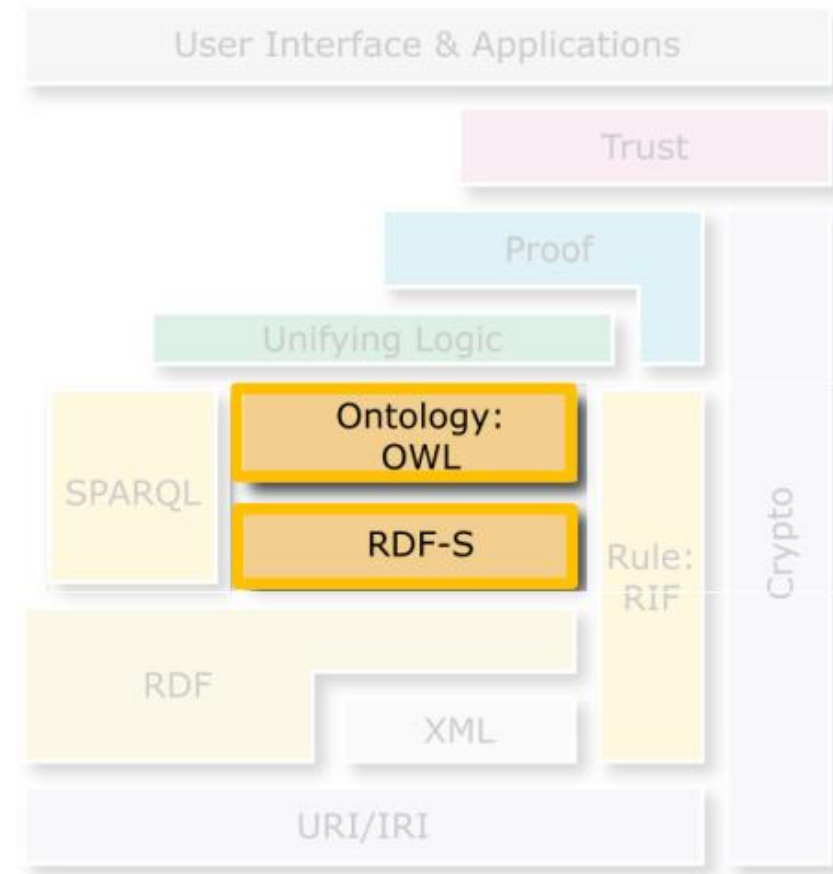 User Interface & Applications
Trust
Proof
Unifying Logic
Ontology:
OWL
SPARQL
RDF-S
Rule:
RIF
Crypto
RDF
XML
URI/IRI